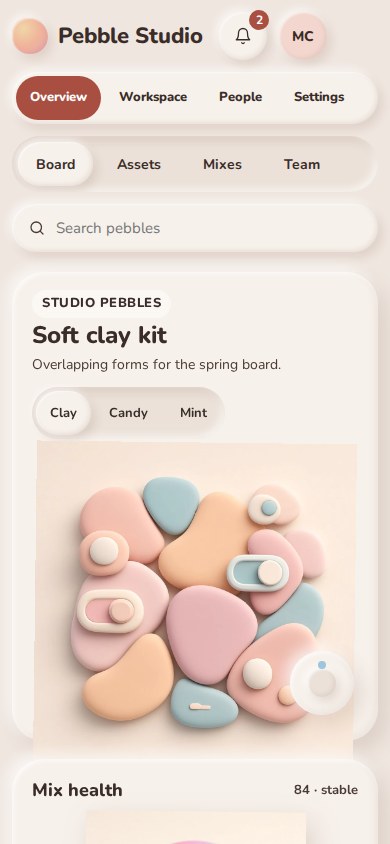 Pebble Studio
2
MC
Overview Workspace People Settings
Board Assets Mixes Team
Search pebbles
STUDIO PEBBLES
Soft clay kit
Overlapping forms for the spring board.
Clay Candy Mint
Mix health
84 · stable